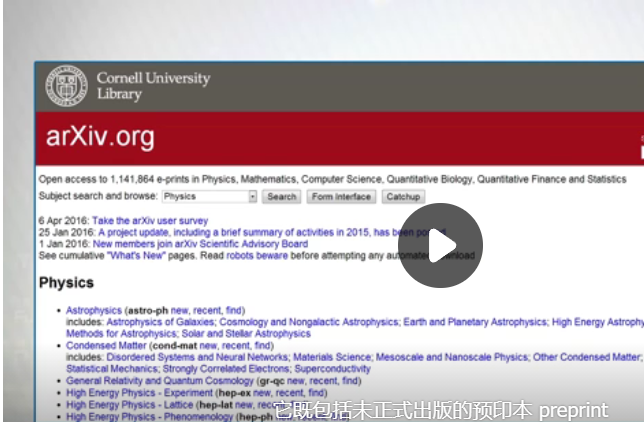 Cornell University
Library
arXiv.org
Open access to 1,141,864 e-prints in Physics, Mathematics, Computer Science, Quantitative Biology, Quantitative Finance and Statistics
Subject search and browse: Physics Search Form interface Catchup
6 Apr 2016: Take the arXiv user survey
25 Jan 2016: A project update, including a brief summary of activities in 2015, has been
1 Jan 2016: New members join arXiv Scientific Advisory Board
See cumulative "What's New" pages. Read robots beware before attempting any
Physics
• Astrophysics (astro-ph new, recent, find)
includes: Astrophysics of Galaxies; Cosmology and Nongalactic Astrophysics; Earth and Planetary Astrophysics; High Energy Astrophy
Methods for Astrophysics; Solar and Stellar Astrophysics
• Condensed Matter (cond-mat new, recent, find)
includes: Disordered Systems and Neural Networks; Materials Science; Mesoscale and Nanoscale Physics; Other Condensed Matter;
Statistical Mechanics; Strongly Correlated Electrons; Superconductivity
• General Relativity and Quantum Cosmology (gr-qc new, recent, find)
• High Energy Physics - Experiment (hep-ex new, recent, find)
• High Energy Physics - Lattice (hep-lat new,
• High Energy Physics - Phenomenology (hep-ph
它既包括未正式出版的预印本 preprint